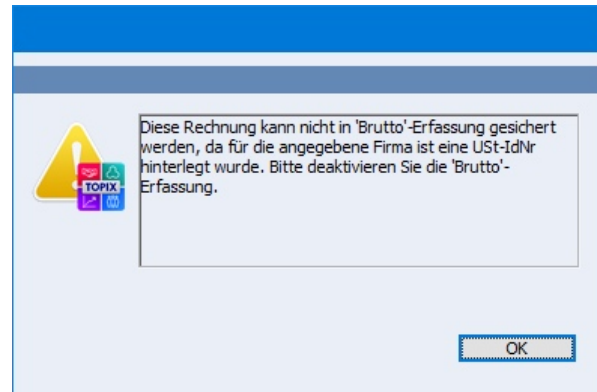 Diese Rechnung kann nicht in 'Brutto'-Erfassung gesichert
werden, da für die angegebene Firma ist eine USt-IdNr
hinterlegt wurde. Bitte deaktivieren Sie die 'Brutto'-
Erfassung.
TOPIX
OK